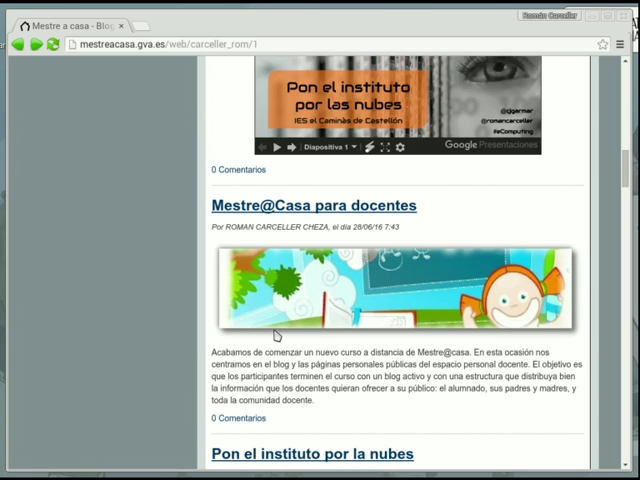 Román Carceller
Mestre a casa - Blog
mestreacasa.gva.es/web/carceller_rom/1
Pon el instituto
por las nubes
IES el Caminàs de Castellón
@cjgarmar
@romancarceller
#eComputing
Diapositiva 1
Google Presentaciones
0 Comentarios
Mestre@Casa para docentes
Por ROMAN CARCELLER CHEZA, el día 28/06/16 7:43
Acabamos de comenzar un nuevo curso a distancia de Mestre@casa. En esta ocasión nos
centramos en el blog y las páginas personales públicas del espacio personal docente. El objetivo es
que los participantes terminen el curso con un blog activo y con una estructura que distribuya bien
la información que los docentes quieran ofrecer a su público: el alumnado, sus padres y madres, y
toda la comunidad docente.
0 Comentarios
Pon el instituto por la nubes